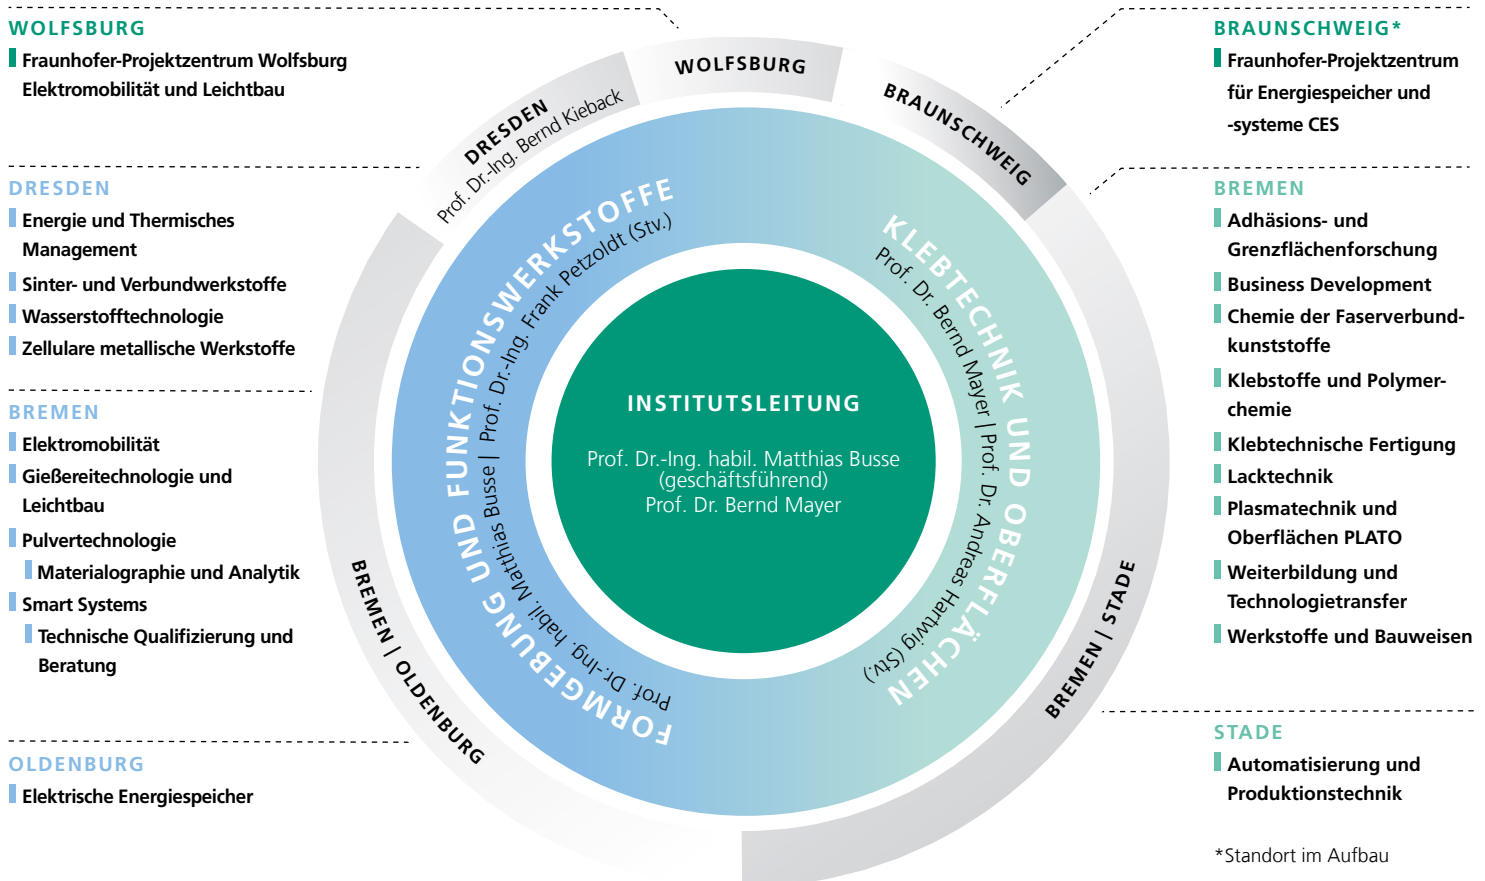 WOLFSBURG
Fraunhofer-Projektzentrum Wolfsburg
Elektromobilität und Leichtbau
DRESDEN
Energie und Thermisches
Management
Sinter- und Verbundwerkstoffe
Wasserstofftechnologie
Zellulare metallische Werkstoffe
BREMEN
Elektromobilität
Gießereitechnologie und
Leichtbau
Pulvertechnologie
Materialographie und Analytik
Smart Systems
Technische Qualifizierung und
Beratung
OLDENBURG
Elektrische Energiespeicher
WOLFSBURG
DRESDEN
Prof. Dr.-Ing. Bernd Kieback
BRAUNSCHWEIG
BREMEN | OLDENBURG
BREMEN | STADE
FORMGEBUNG UND FUNKTIONSWERKSTOFFE
Prof. Dr.-Ing. habil. Matthias Busse | Prof. Dr.-Ing. Frank Petzoldt (Stv.)
KLEBTECHNIK UND OBERFLÄCHEN
Prof. Dr. Bernd Mayer | Prof. Dr. Andreas Hartwig (Stv.)
INSTITUTSLEITUNG
Prof. Dr.-Ing. habil. Matthias Busse
(geschäftsführend)
Prof. Dr. Bernd Mayer
BRAUNSCHWEIG*
Fraunhofer-Projektzentrum
für Energiespeicher und
-systeme CES
BREMEN
Adhäsions- und
Grenzflächenforschung
Business Development
Chemie der Faserverbund-
kunststoffe
Klebstoffe und Polymer-
chemie
Klebtechnische Fertigung
Lacktechnik
Plasmatechnik und
Oberflächen PLATO
Weiterbildung und
Technologietransfer
Werkstoffe und Bauweisen
STADE
Automatisierung und
Produktionstechnik
*Standort im Aufbau